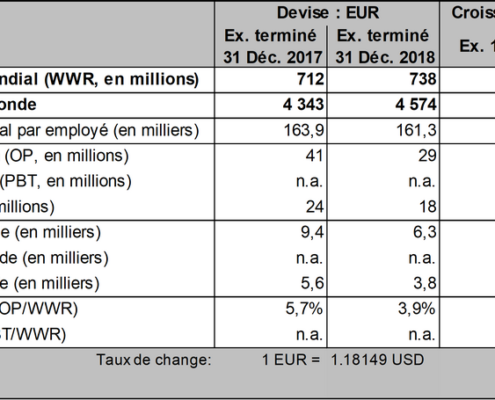 Devise : EUR Croiss
Ex. terminé Ex. terminé Ex. 1
31 Déc. 2017 31 Déc. 2018
ndial (WWR, en millions) 712 738
onde 4 343 4 574
al par employé (en milliers) 163,9 161,3
(OP, en millions) 41 29
(PBT, en millions) n.a. n.a.
millions) 24 18
e (en milliers) 9,4 6,3
de (en milliers) n.a. n.a.
e (en milliers) 5,6 3,8
OP/WWR) 5,7% 3,9%
BT/WWR) n.a. n.a.
Taux de change: 1 EUR = 1.18149 USD